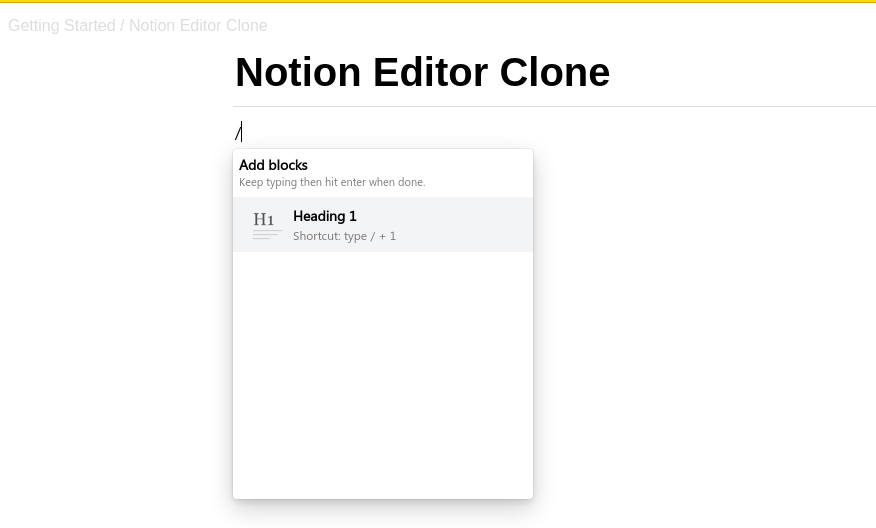 Getting Started / Notion Editor Clone
Notion Editor Clone
/
Add blocks
Keep typing then hit enter when done.
H1
Heading 1
Shortcut: type / + 1